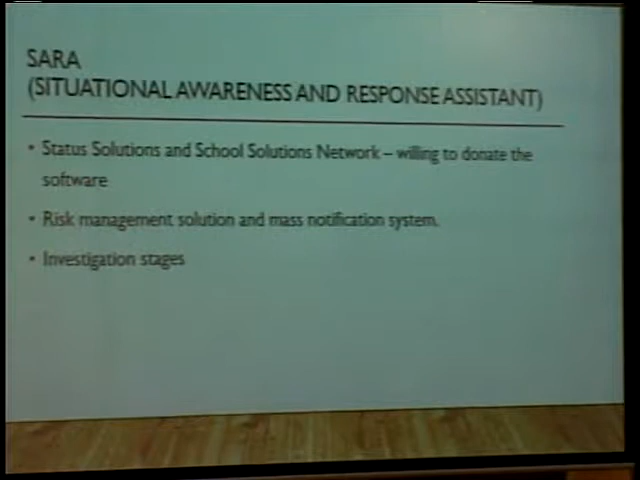 SARA
(SITUATIONAL AWARENESS AND RESPONSE ASSISTANT)
• Status Solutions and School Solutions Network – willing to donate the
software
• Risk management solution and mass notification system.
• Investigation stages